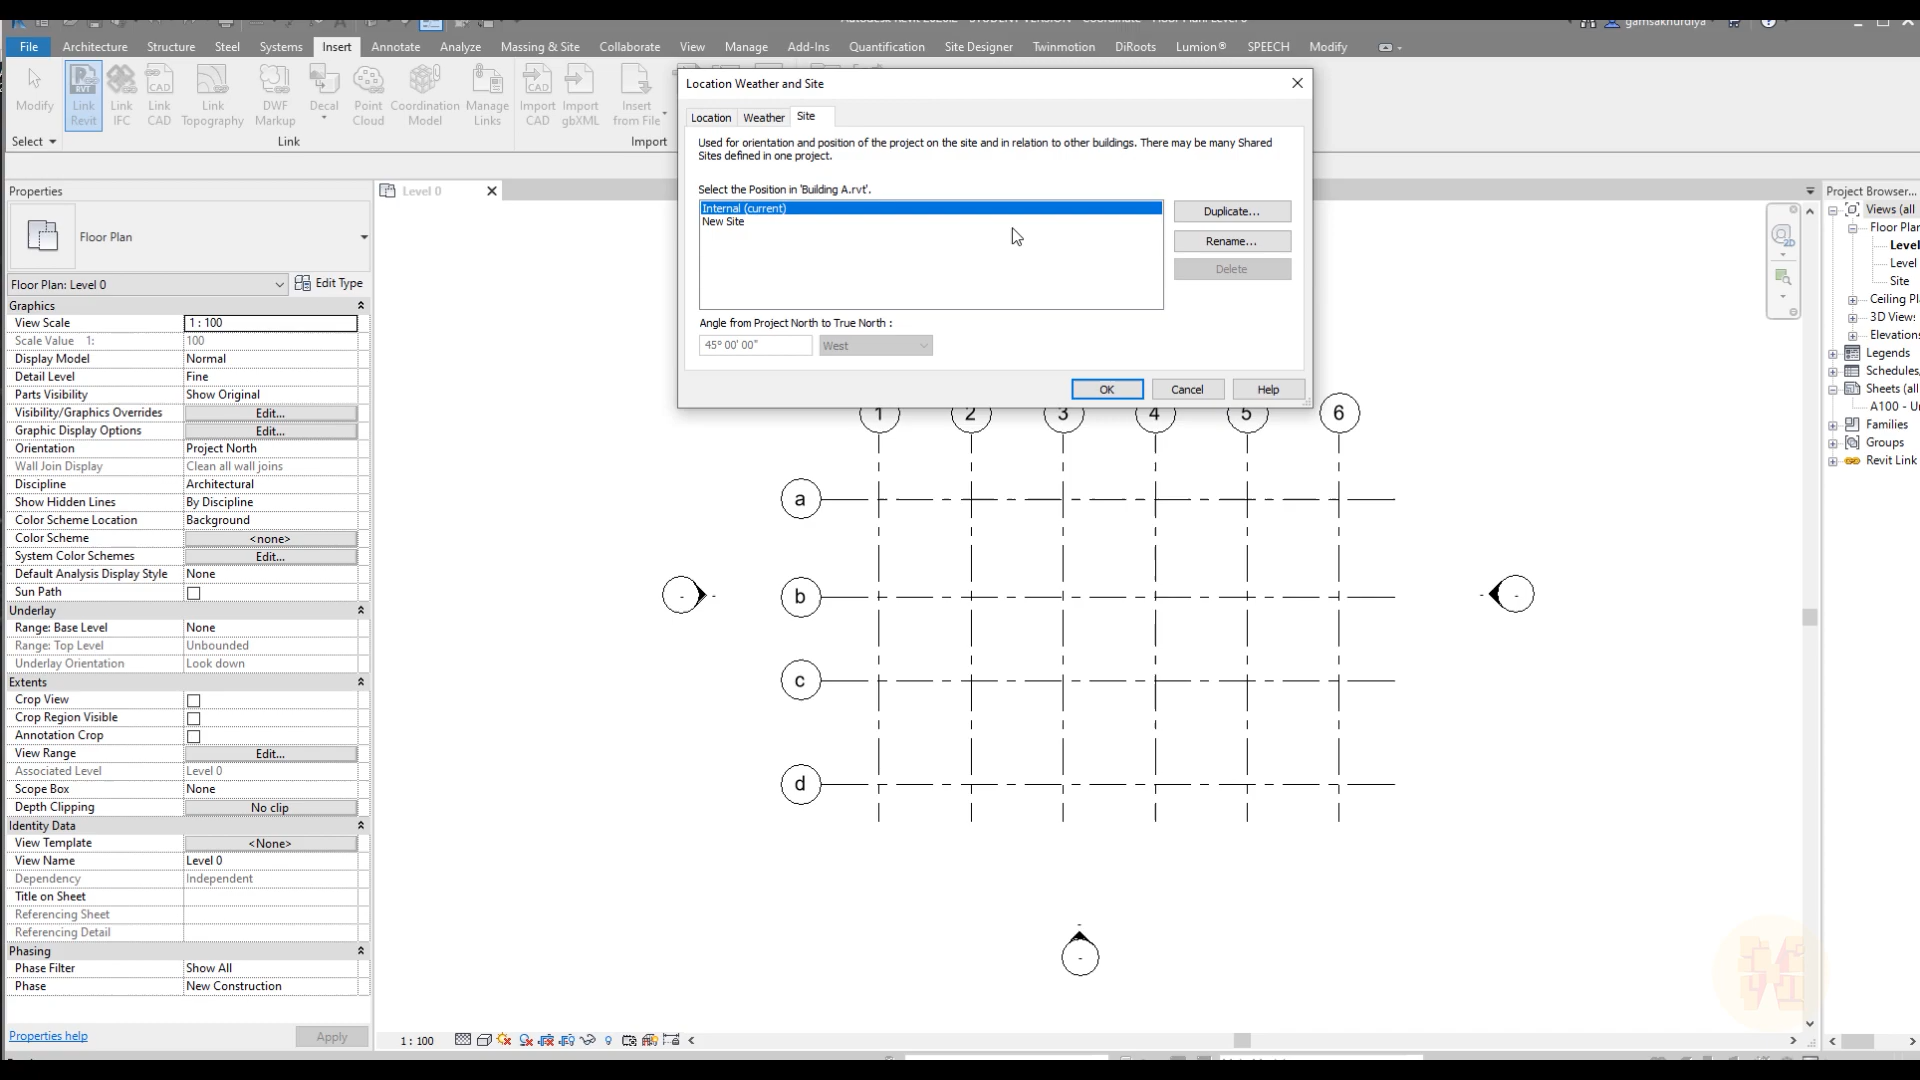 File Architecture Structure Steel Systems Insert Annotate Analyze Massing & Site Collaborate View Manage Add-Ins Quantification Site Designer Twinmotion DiRoots Lumion® SPEECH Modify
Modify
Link Revit
Link IFC
Link CAD
Link Topography
DWF Markup
Decal
Point Cloud
Coordination Model
Manage Links
Import CAD
Import gbXML
Insert from File
Select
Link
Import
Location Weather and Site
Location Weather Site
Used for orientation and position of the project on the site and in relation to other buildings. There may be many Shared
Sites defined in one project.
Select the Position in 'Building A.rvt'.
Internal (current)
New Site
Duplicate...
Rename...
Delete
Angle from Project North to True North :
45° 00' 00" West
OK Cancel Help
Properties
Floor Plan
Floor Plan: Level 0 Edit Type
Graphics
View Scale 1 : 100
Scale Value 1: 100
Display Model Normal
Detail Level Fine
Parts Visibility Show Original
Visibility/Graphics Overrides Edit...
Graphic Display Options Edit...
Orientation Project North
Wall Join Display Clean all wall joins
Discipline Architectural
Show Hidden Lines By Discipline
Color Scheme Location Background
Color Scheme <none>
System Color Schemes Edit...
Default Analysis Display Style None
Sun Path
Underlay
Range: Base Level None
Range: Top Level Unbounded
Underlay Orientation Look down
Extents
Crop View
Crop Region Visible
Annotation Crop
View Range Edit...
Associated Level Level 0
Scope Box None
Depth Clipping No clip
Identity Data
View Template <None>
View Name Level 0
Dependency Independent
Title on Sheet
Referencing Sheet
Referencing Detail
Phasing
Phase Filter Show All
Phase New Construction
Properties help Apply
Level 0
1 2 3 4 5 6
a
b
c
d
1 : 100
Project Browser...
Views (all
Floor Plan
Level
Level
Site
Ceiling Pl
3D Views
Elevations
Legends
Schedules,
Sheets (all
A100 - Un
Families
Groups
Revit Link